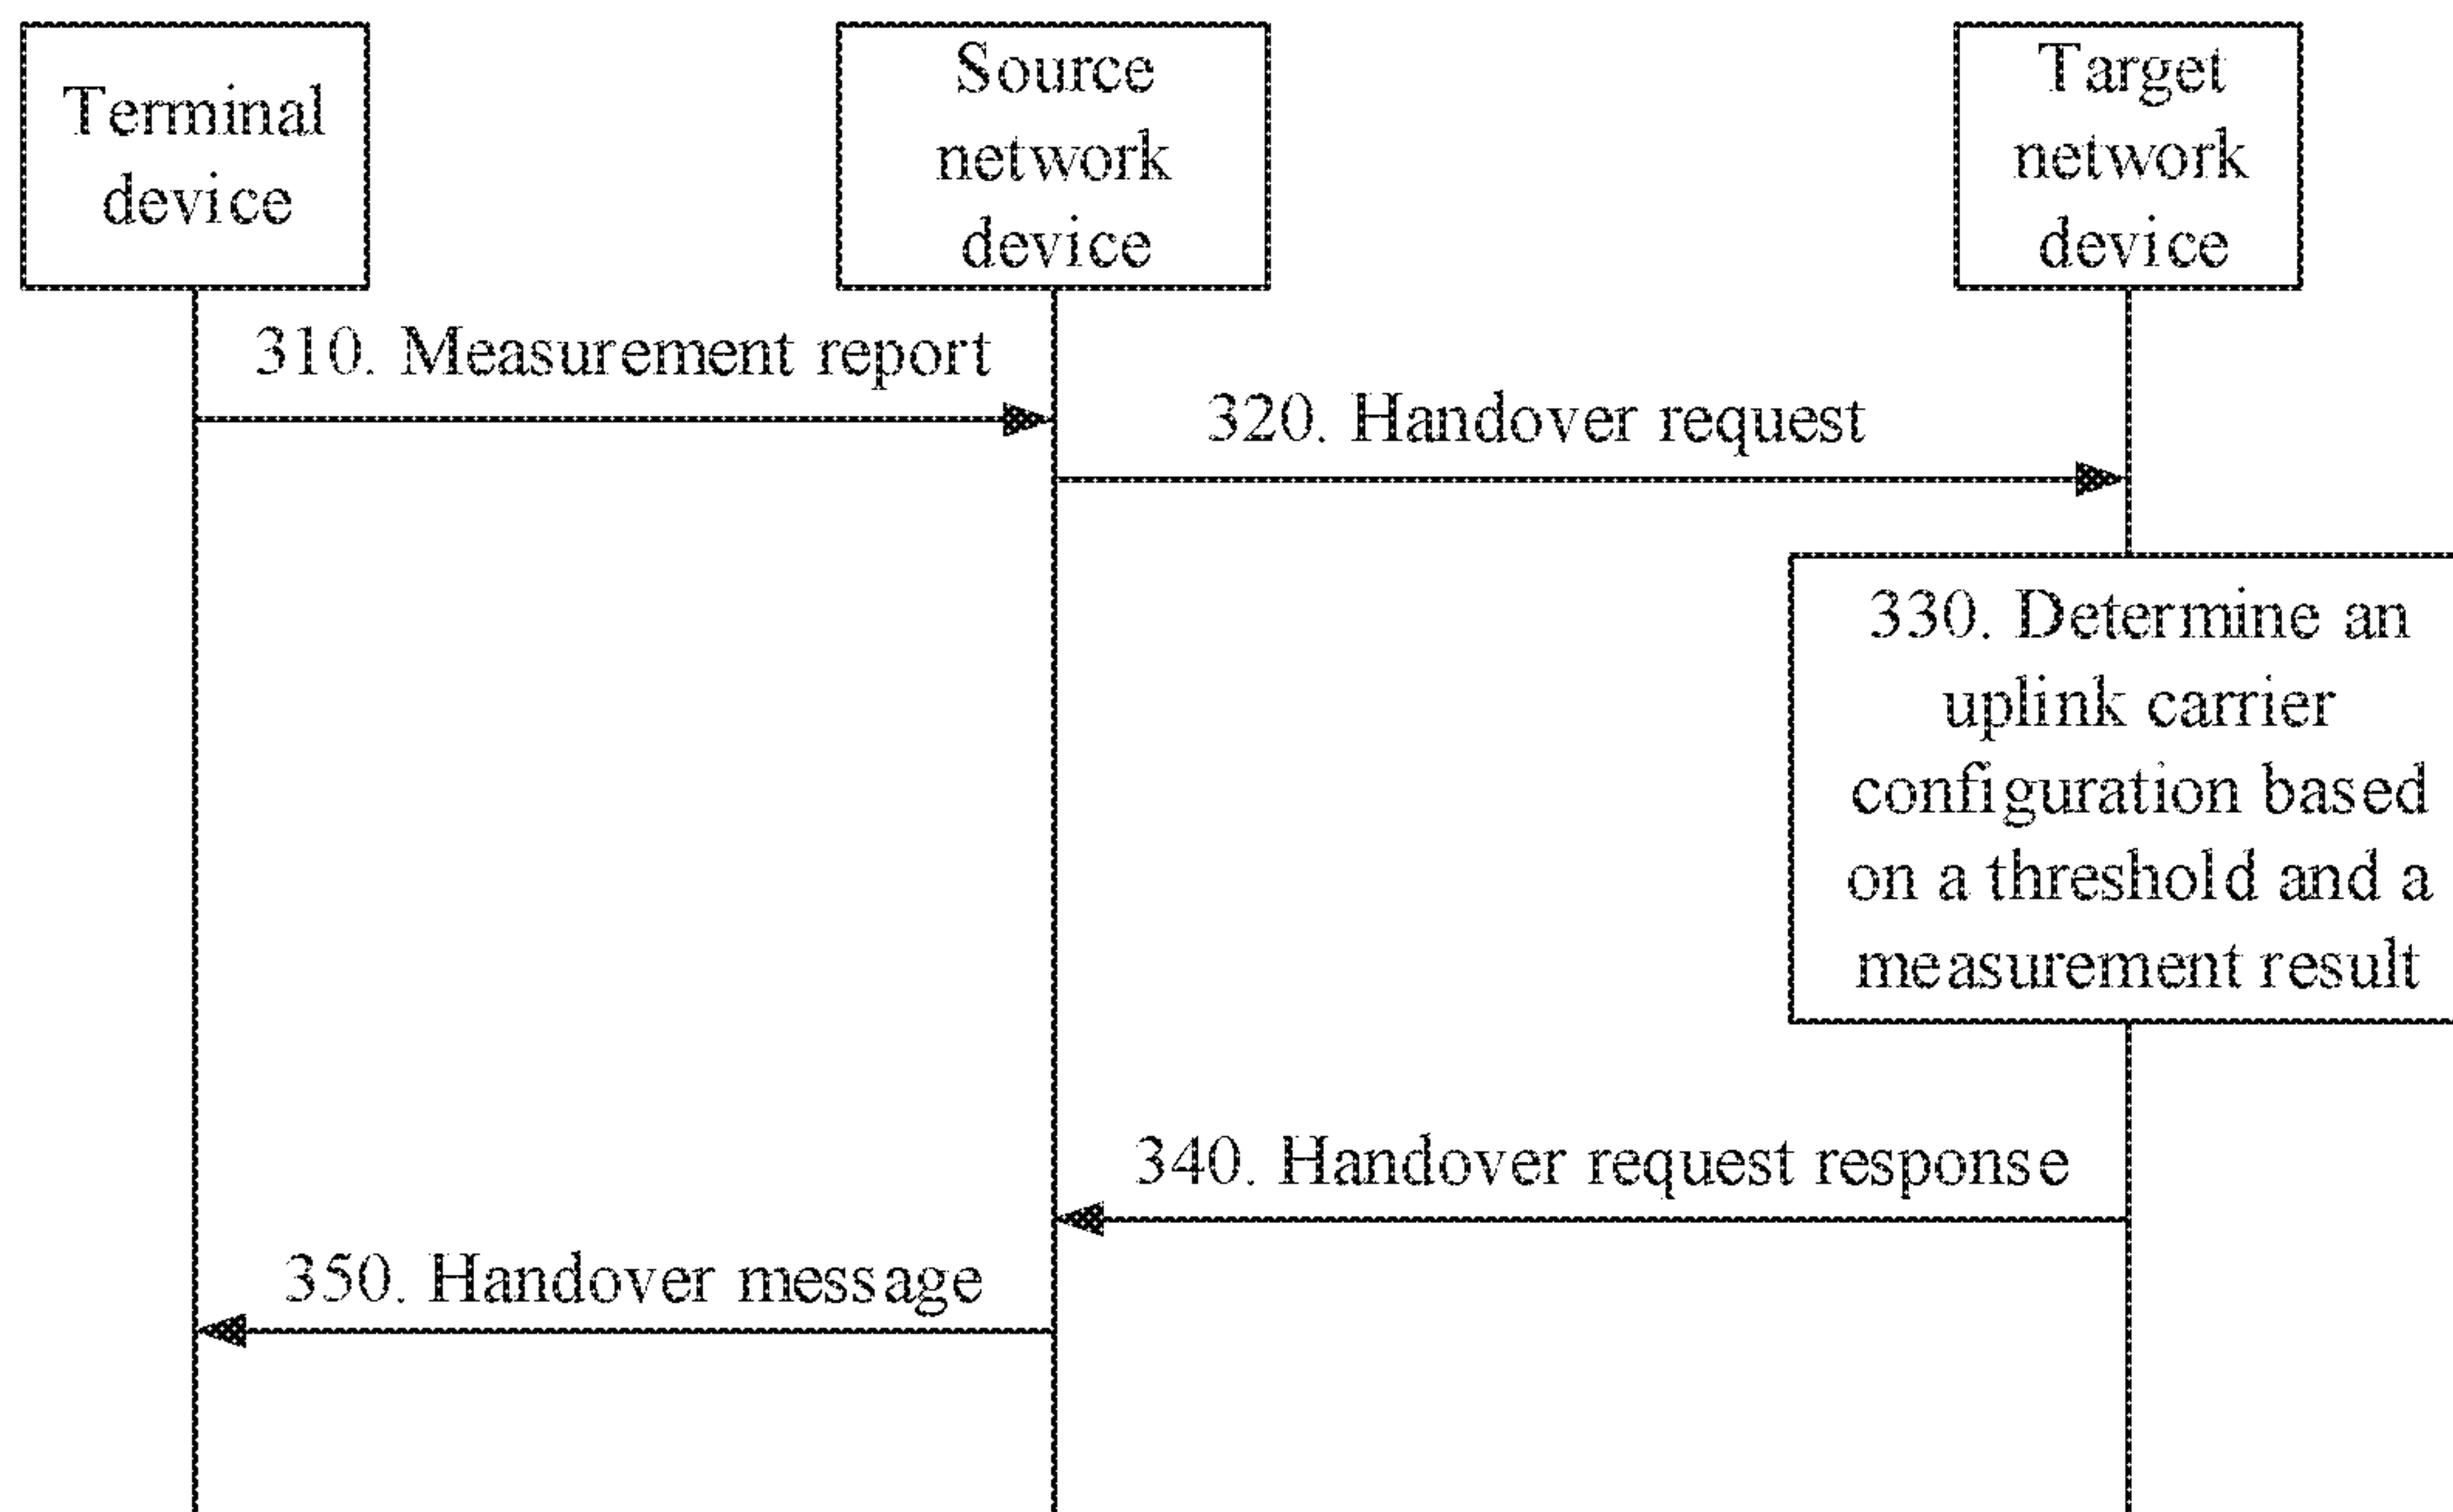 Terminal
device
Source
network
device
Target
network
device
310. Measurement report
320. Handover request
330. Determine an
uplink carrier
configuration based
on a threshold and a
measurement result
340. Handover request response
350. Handover message